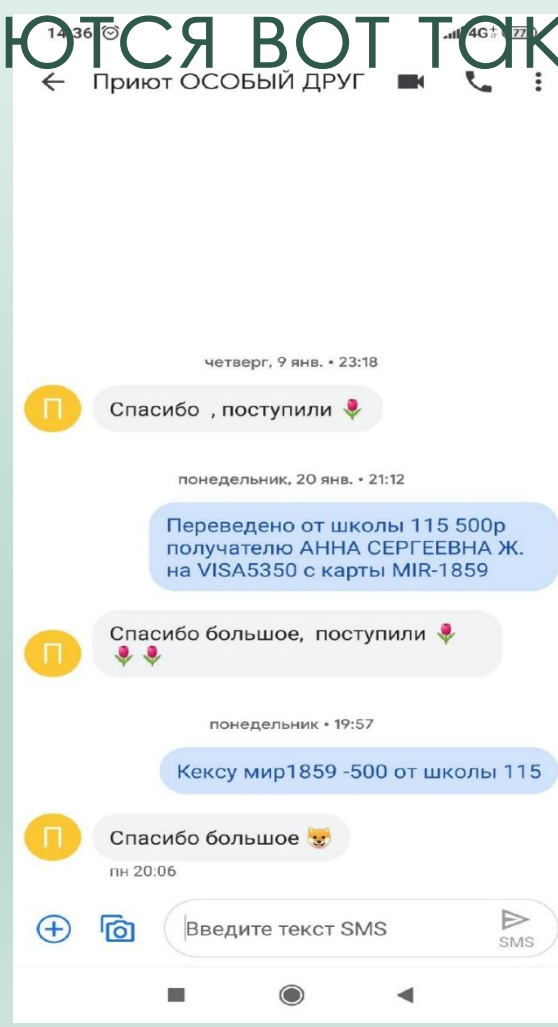 ЮТСЯ ВОТ ТАК
14:36 4G+ 77
Приют ОСОБЫЙ ДРУГ
четверг, 9 янв. • 23:18
П
Спасибо , поступили 🌷
понедельник, 20 янв. • 21:12
Переведено от школы 115 500р
получателю АННА СЕРГЕЕВНА Ж.
на VISA5350 с карты MIR-1859
П
Спасибо большое, поступили 🌷
🌷🌷
понедельник • 19:57
Кексу мир1859 -500 от школы 115
П
Спасибо большое 🐶
пн 20:06
Введите текст SMS
SMS